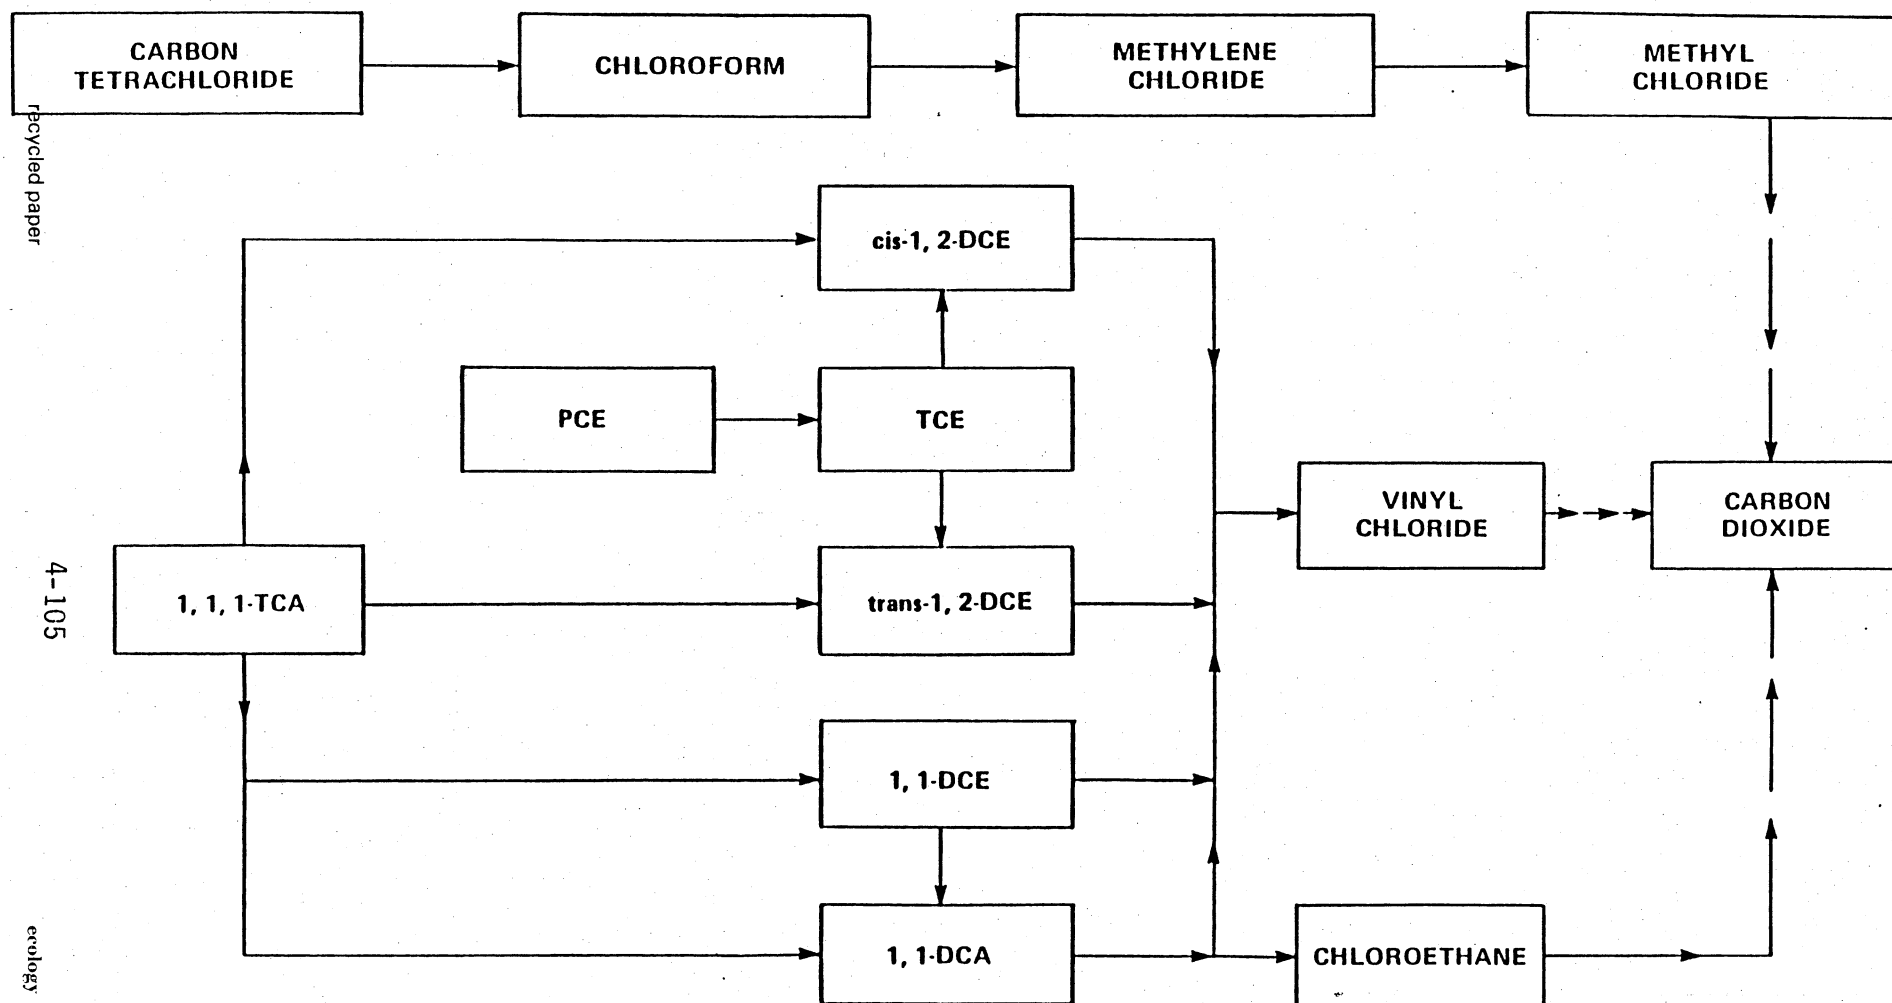 CARBON
TETRACHLORIDE
CHLOROFORM
METHYLENE
CHLORIDE
METHYL
CHLORIDE
recycled paper
cis-1, 2-DCE
PCE
TCE
VINYL
CHLORIDE
CARBON
DIOXIDE
4-105
1, 1, 1-TCA
trans-1, 2-DCE
1, 1-DCE
1, 1-DCA
CHLOROETHANE
ecology